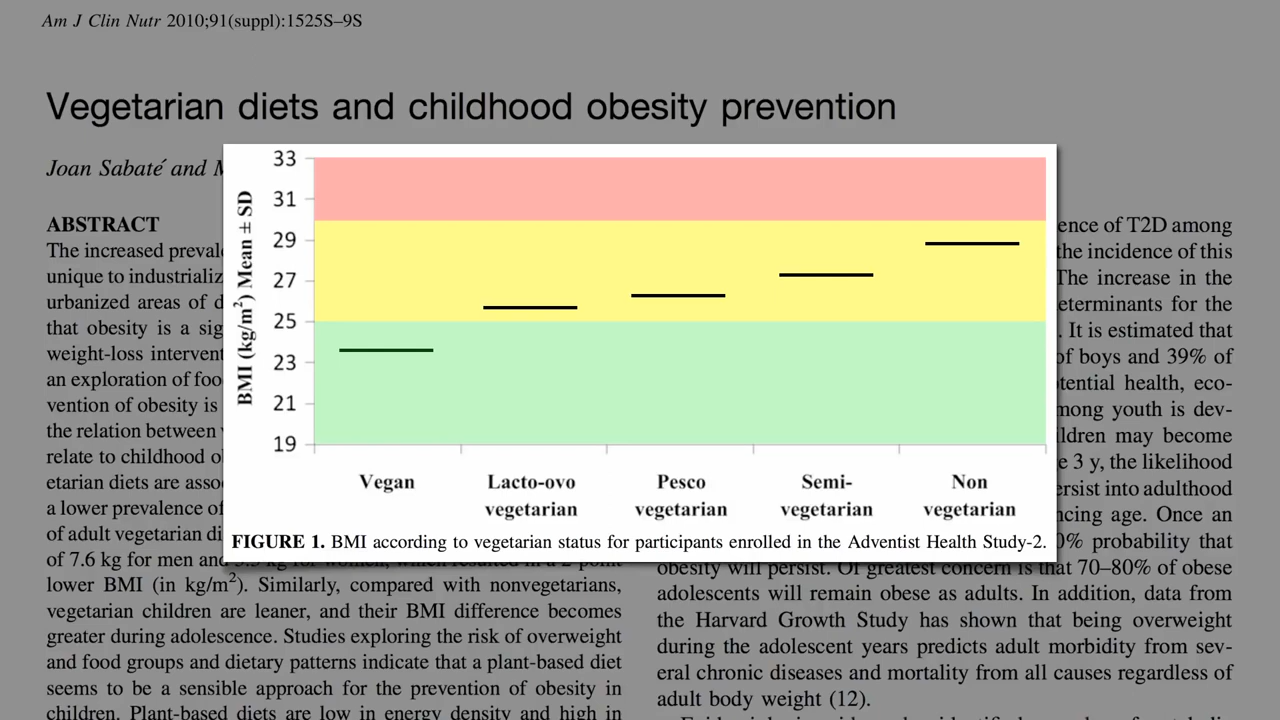 Am J Clin Nutr 2010;91(suppl):1525S–9S
Vegetarian diets and childhood obesity prevention
Joan Sabaté and
ABSTRACT
The increased
unique to
urbanized areas of
that obesity is a
weight-loss
an exploration of
vention of obesity is
the relation between
relate to childhood
etarian diets are
a lower prevalence of
of adult vegetarian
of 7.6 kg for men and
lower BMI (in kg/m²). Similarly, compared with nonvegetarians,
vegetarian children are leaner, and their BMI difference becomes
greater during adolescence. Studies exploring the risk of overweight
and food groups and dietary patterns indicate that a plant-based diet
seems to be a sensible approach for the prevention of obesity in
children. Plant-based diets are low in energy density and high in
BMI (kg/m²) Mean ± SD
33
31
29
27
25
23
21
19
Vegan
Lacto-ovo
vegetarian
Pesco
vegetarian
Semi-
vegetarian
Non
vegetarian
FIGURE 1. BMI according to vegetarian status for participants enrolled in the Adventist Health Study-2.
ence of T2D among
the incidence of this
The increase in the
eterminants for the
. It is estimated that
of boys and 39% of
tential health, eco-
mong youth is dev-
ldren may become
e 3 y, the likelihood
ersist into adulthood
ncing age. Once an
0% probability that
obesity will persist. Of greatest concern is that 70–80% of obese
adolescents will remain obese as adults. In addition, data from
the Harvard Growth Study has shown that being overweight
during the adolescent years predicts adult morbidity from sev-
eral chronic diseases and mortality from all causes regardless of
adult body weight (12).